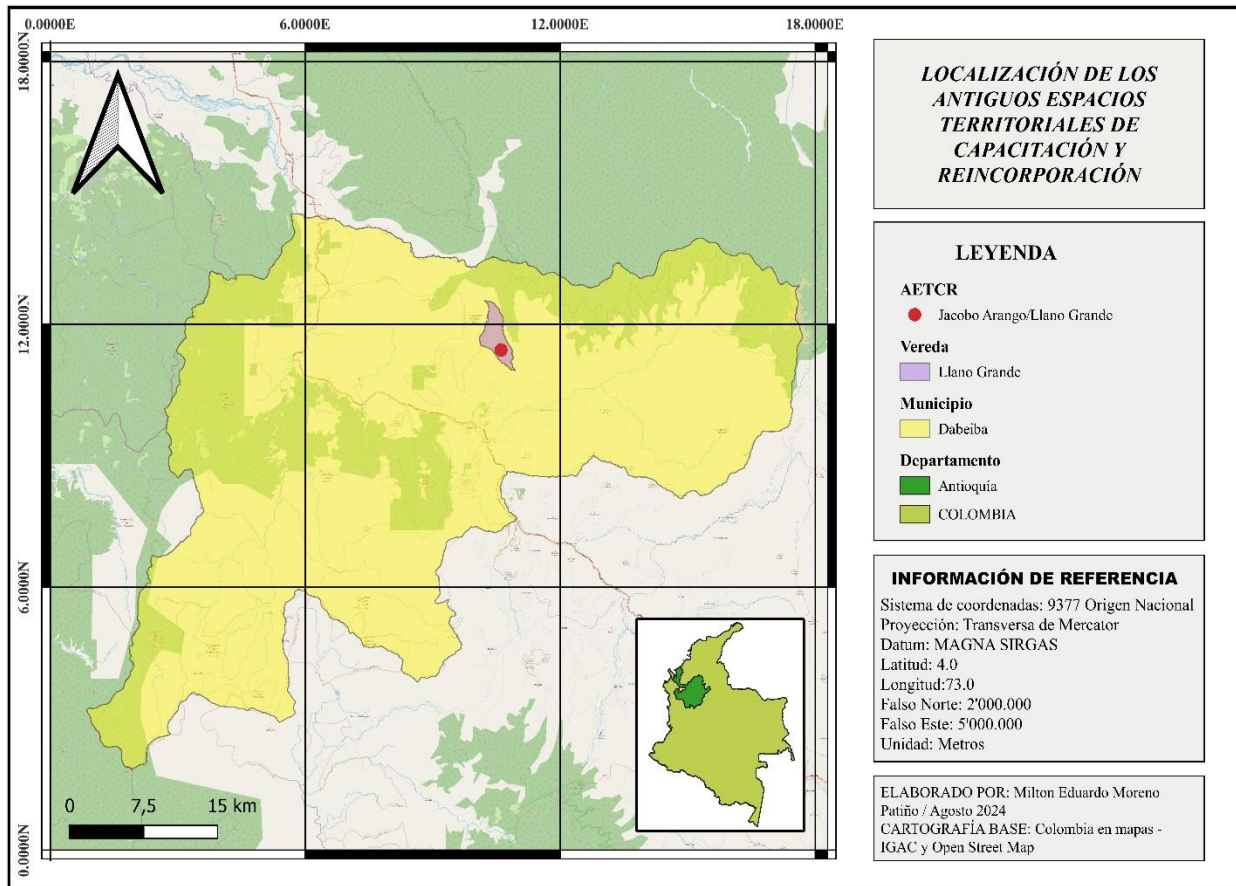 0.0000E 6.0000E 12.0000E 18.0000E
18.0000N
12.0000N
6.0000N
0.0000N
0 7,5 15 km
LOCALIZACIÓN DE LOS
ANTIGUOS ESPACIOS
TERRITORIALES DE
CAPACITACIÓN Y
REINCORPORACIÓN
LEYENDA
AETCR
Jacobo Arango/Llano Grande
Vereda
Llano Grande
Municipio
Dabeiba
Departamento
Antioquia
COLOMBIA
INFORMACIÓN DE REFERENCIA
Sistema de coordenadas: 9377 Origen Nacional
Proyección: Transversa de Mercator
Datum: MAGNA SIRGAS
Latitud: 4.0
Longitud:73.0
Falso Norte: 2'000.000
Falso Este: 5'000.000
Unidad: Metros
ELABORADO POR: Milton Eduardo Moreno
Patiño / Agosto 2024
CARTOGRAFÍA BASE: Colombia en mapas -
IGAC y Open Street Map